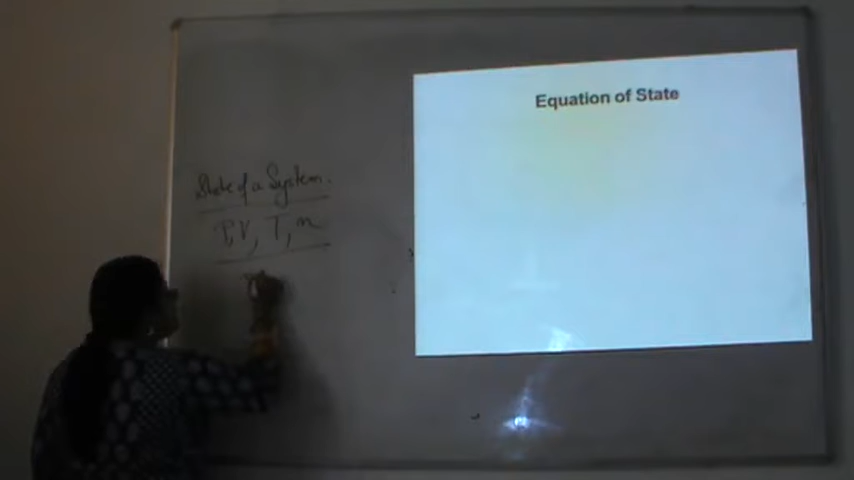 State of a System.
P, V, T, n
Equation of State